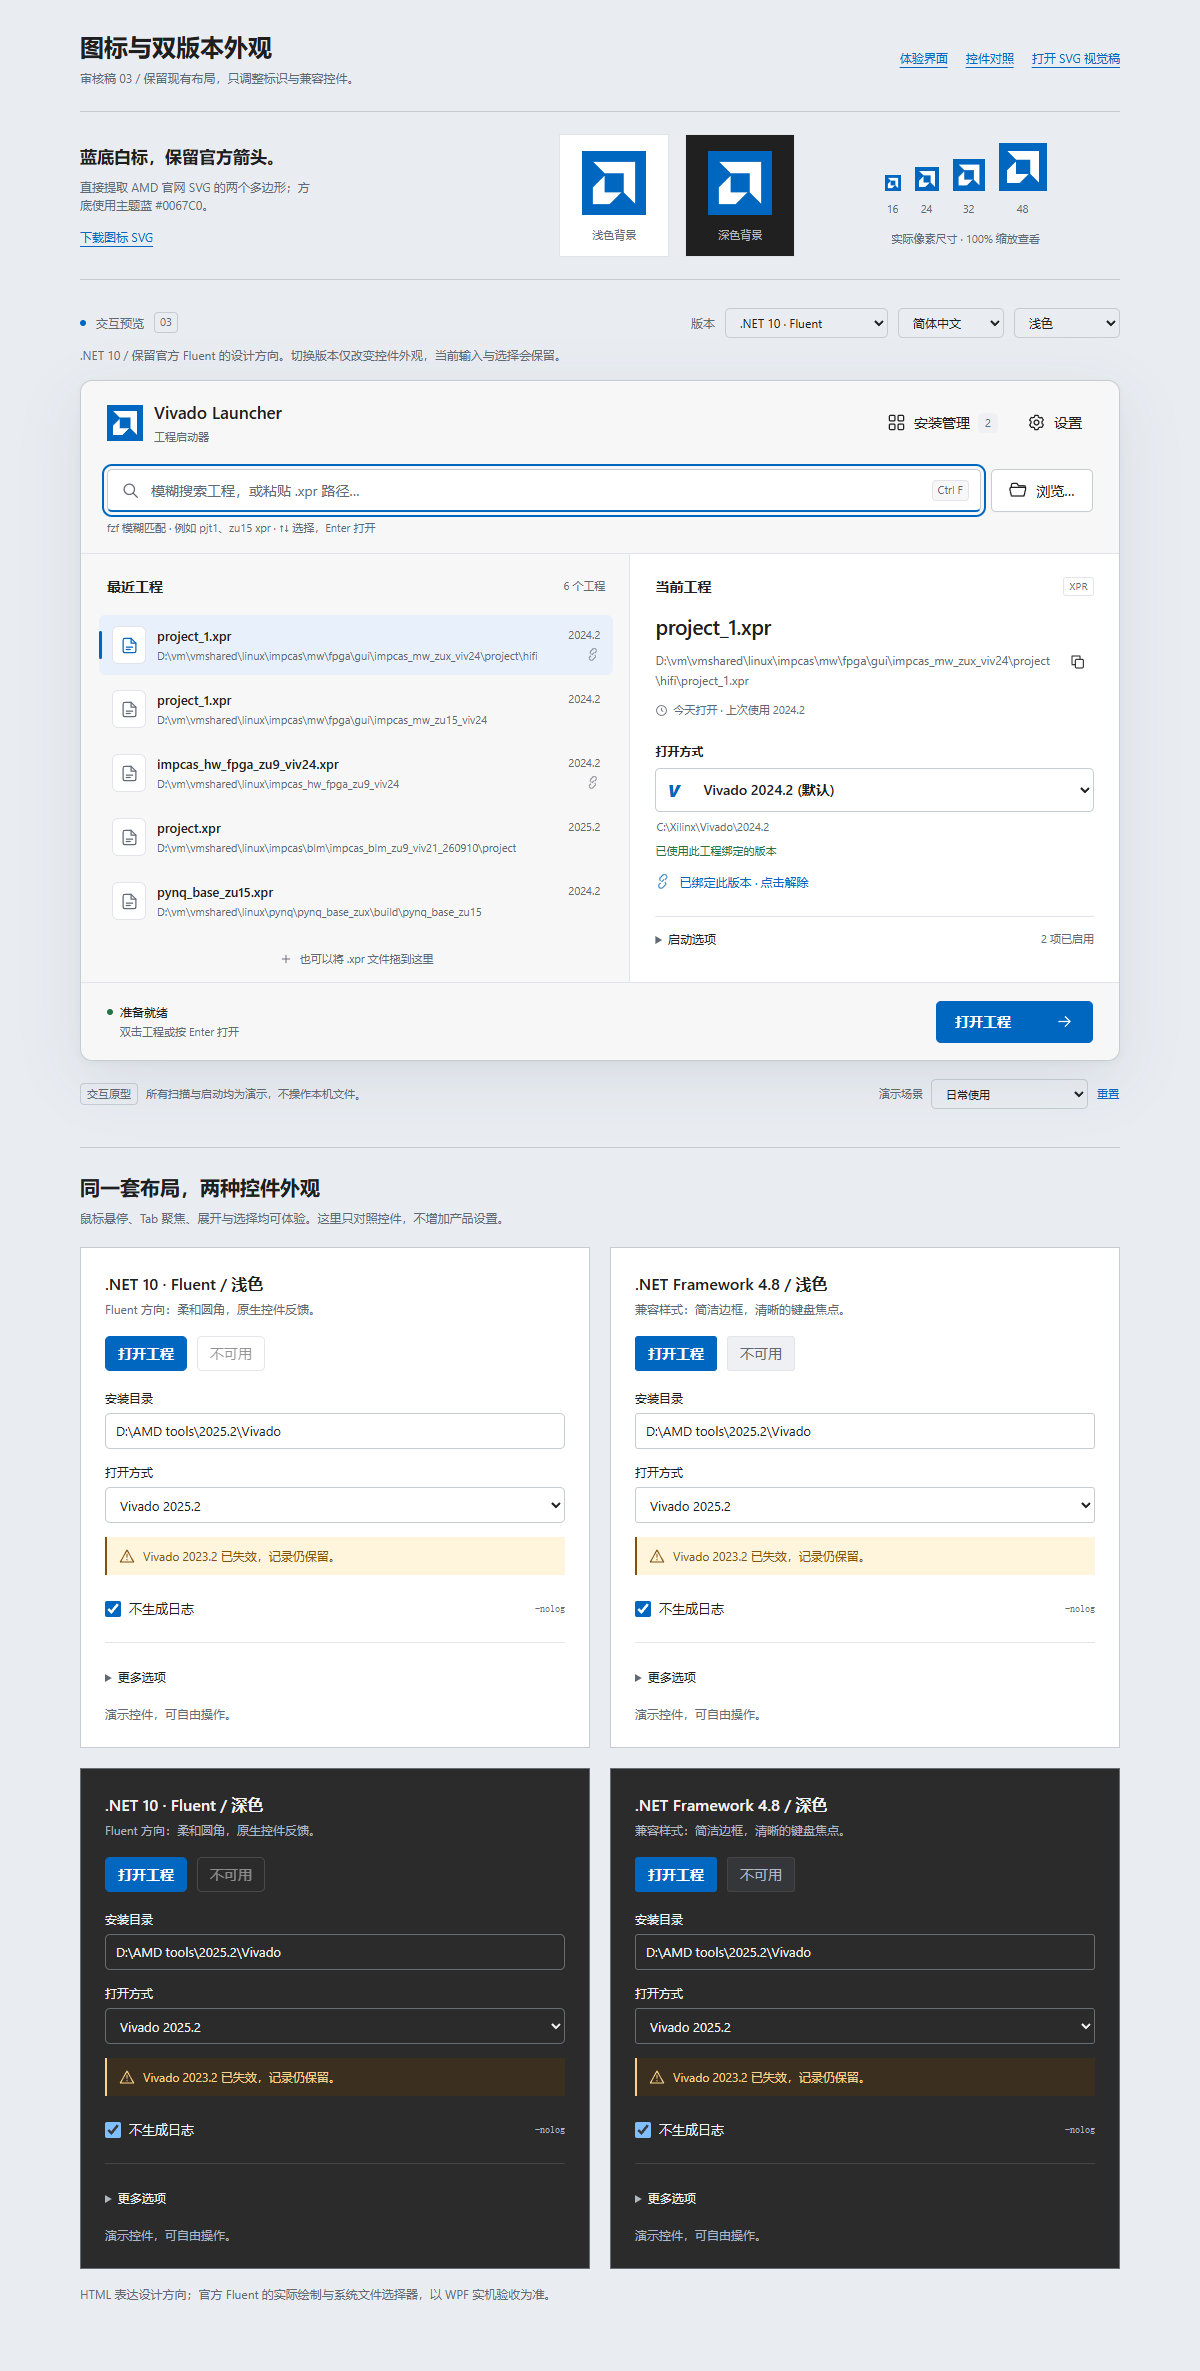 图标与双版本外观
审核稿 03 / 保留现有布局，只调整标识与兼容控件。
体验界面 控件对照 打开 SVG 视觉稿
蓝底白标，保留官方箭头。
直接提取 AMD 官网 SVG 的两个多边形；方
底使用主题蓝 #0067C0。
下载图标 SVG
浅色背景
深色背景
16 24 32 48
实际像素尺寸 · 100% 缩放查看
交互预览 03
版本 .NET 10 · Fluent 简体中文 浅色
.NET 10 / 保留官方 Fluent 的设计方向。切换版本仅改变控件外观，当前输入与选择会保留。
Vivado Launcher
工程启动器
安装管理 2 设置
模糊搜索工程，或粘贴 .xpr 路径... Ctrl F 浏览...
fzf 模糊匹配 · 例如 pjt1、zu15 xpr · ↑↓ 选择，Enter 打开
最近工程 6 个工程
project_1.xpr 2024.2
D:\vm\vmshared\linux\impcas\mw\fpga\gui\impcas_mw_zux_viv24\project\hifi
project_1.xpr 2024.2
D:\vm\vmshared\linux\impcas\mw\fpga\gui\impcas_mw_zu15_viv24
impcas_hw_fpga_zu9_viv24.xpr 2024.2
D:\vm\vmshared\linux\impcas_hw_fpga_zu9_viv24
project.xpr 2025.2
D:\vm\vmshared\linux\impcas\blm\impcas_blm_zu9_viv21_260910\project
pynq_base_zu15.xpr 2024.2
D:\vm\vmshared\linux\pynq\pynq_base_zux\build\pynq_base_zu15
也可以将 .xpr 文件拖到这里
当前工程 XPR
project_1.xpr
D:\vm\vmshared\linux\impcas\mw\fpga\gui\impcas_mw_zux_viv24\project
\hifi\project_1.xpr
今天打开 · 上次使用 2024.2
打开方式
V Vivado 2024.2 (默认)
C:\Xilinx\Vivado\2024.2
已使用此工程绑定的版本
已绑定此版本 · 点击解除
启动选项 2 项已启用
准备就绪
双击工程或按 Enter 打开
打开工程
交互原型 所有扫描与启动均为演示，不操作本机文件。
演示场景 日常使用 重置
同一套布局，两种控件外观
鼠标悬停、Tab 聚焦、展开与选择均可体验。这里只对照控件，不增加产品设置。
.NET 10 · Fluent / 浅色
Fluent 方向：柔和圆角，原生控件反馈。
打开工程 不可用
安装目录
D:\AMD tools\2025.2\Vivado
打开方式
Vivado 2025.2
Vivado 2023.2 已失效，记录仍保留。
不生成日志 -nolog
更多选项
演示控件，可自由操作。
.NET Framework 4.8 / 浅色
兼容样式：简洁边框，清晰的键盘焦点。
打开工程 不可用
安装目录
D:\AMD tools\2025.2\Vivado
打开方式
Vivado 2025.2
Vivado 2023.2 已失效，记录仍保留。
不生成日志 -nolog
更多选项
演示控件，可自由操作。
.NET 10 · Fluent / 深色
Fluent 方向：柔和圆角，原生控件反馈。
打开工程 不可用
安装目录
D:\AMD tools\2025.2\Vivado
打开方式
Vivado 2025.2
Vivado 2023.2 已失效，记录仍保留。
不生成日志 -nolog
更多选项
演示控件，可自由操作。
.NET Framework 4.8 / 深色
兼容样式：简洁边框，清晰的键盘焦点。
打开工程 不可用
安装目录
D:\AMD tools\2025.2\Vivado
打开方式
Vivado 2025.2
Vivado 2023.2 已失效，记录仍保留。
不生成日志 -nolog
更多选项
演示控件，可自由操作。
HTML 表达设计方向；官方 Fluent 的实际绘制与系统文件选择器，以 WPF 实机验收为准。